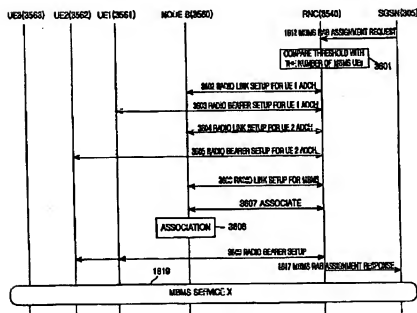 UE3(3563) UE2(3562) UE1(3561) NODE B(3560) RNC(3540) SGSN(305)
1812 MBMS RAB ASSIGNMENT REQUEST
COMPARE THRESHOLD WITH
THE NUMBER OF MBMS UEs
3601
3602 RADIO LINK SETUP FOR UE 1 ADCH
3603 RADIO BEARER SETUP FOR UE 1 ADCH
3604 RADIO LINK SETUP FOR UE 2 ADCH
3605 RADIO BEARER SETUP FOR UE 2 ADCH
3606 RADIO LINK SETUP FOR MBMS
3607 ASSOCIATE
ASSOCIATION 3608
3609 RADIO BEARER SETUP
1817 MBMS RAB ASSIGNMENT RESPONSE
1819
MBMS SERVICE X